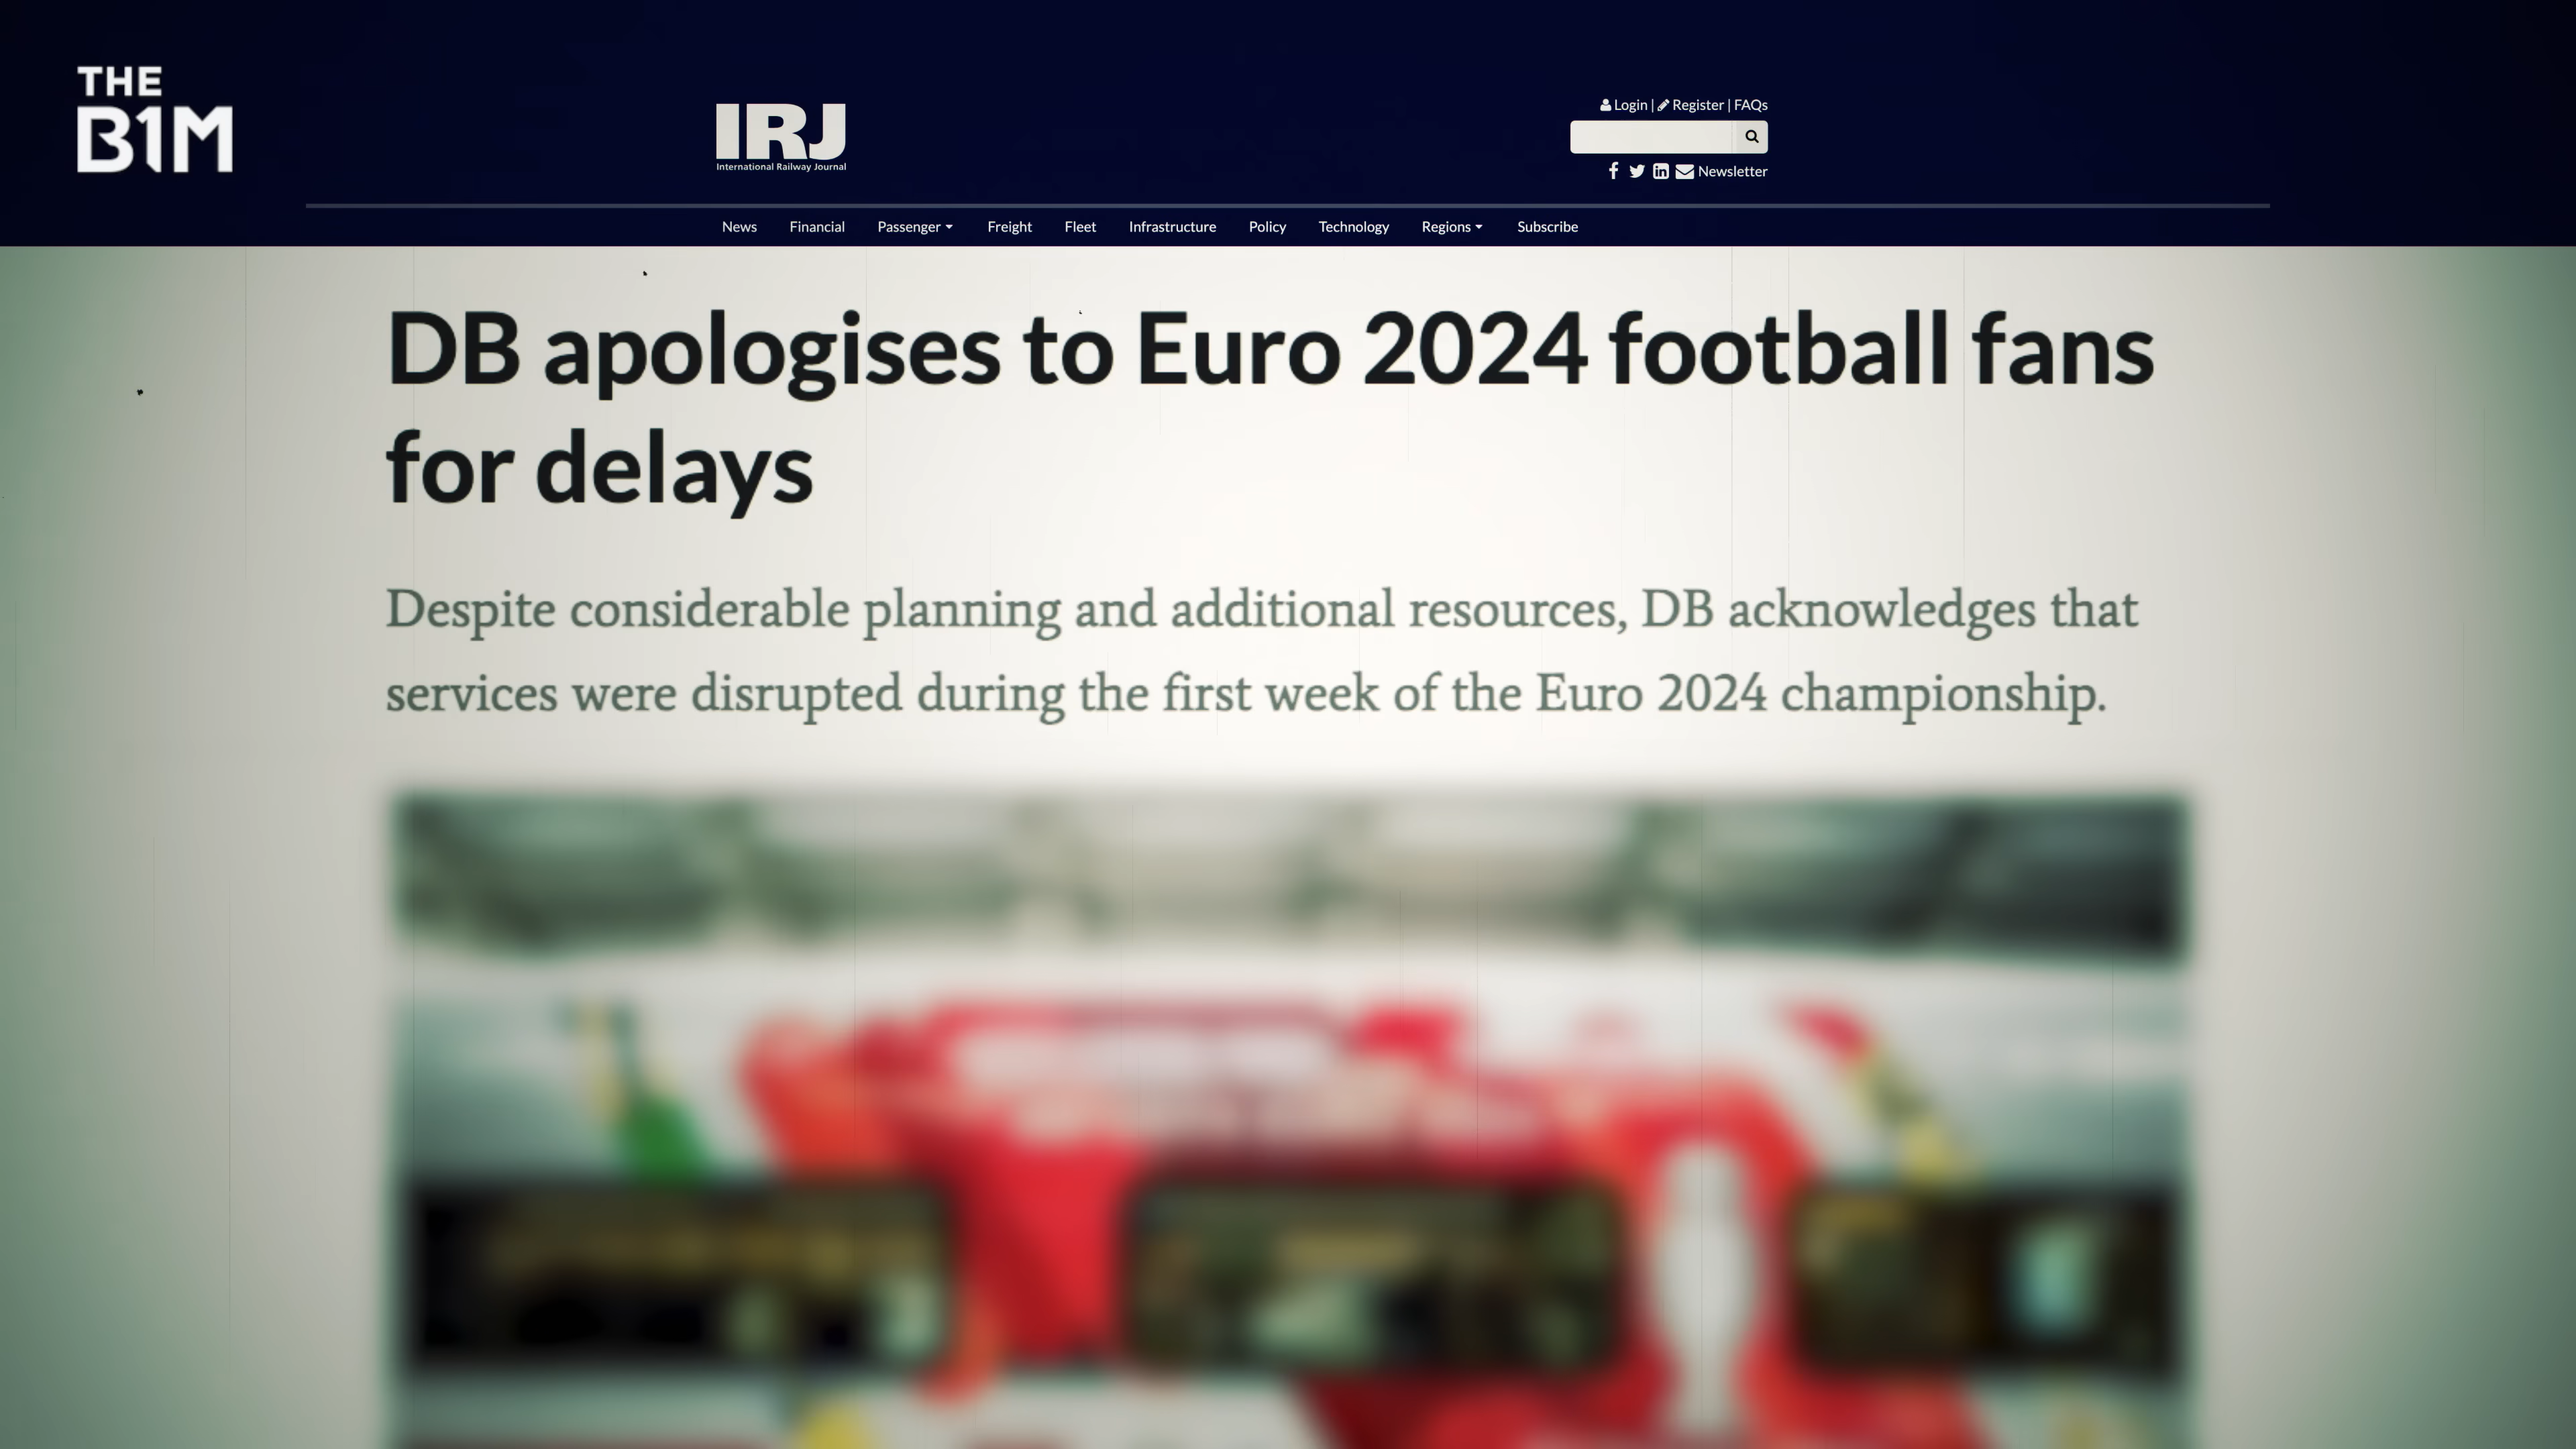 THE
B1M
IRJ
International Railway Journal
Login | Register | FAQs
Newsletter
News Financial Passenger Freight Fleet Infrastructure Policy Technology Regions Subscribe
DB apologises to Euro 2024 football fans
for delays
Despite considerable planning and additional resources, DB acknowledges that
services were disrupted during the first week of the Euro 2024 championship.